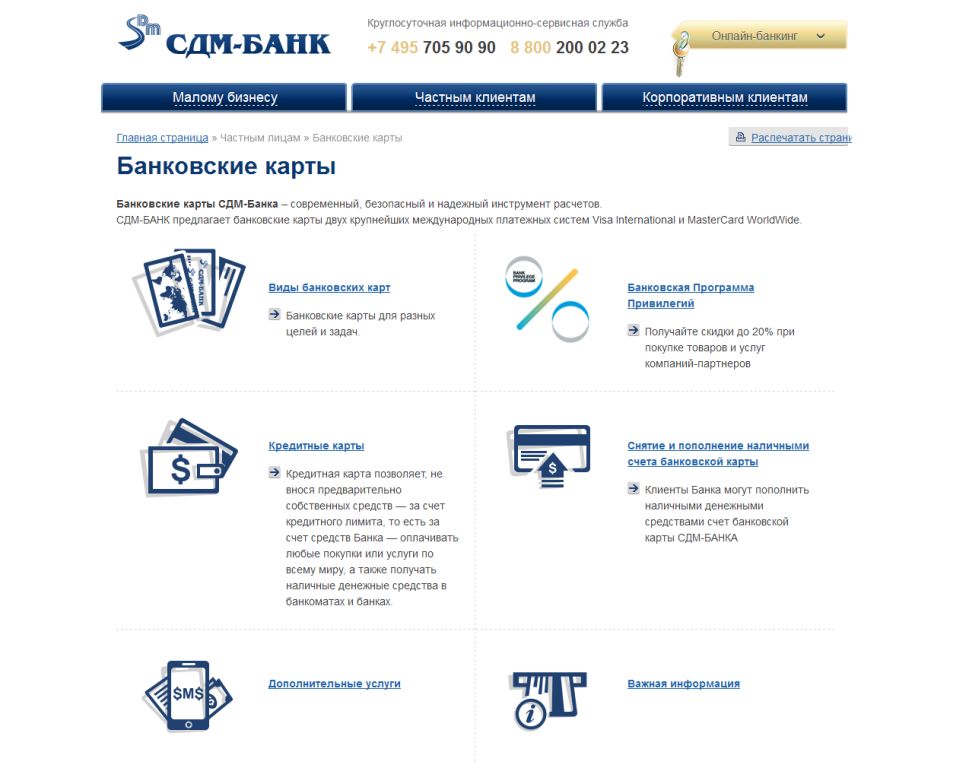 SDM
СДМ-БАНК
Круглосуточная информационно-сервисная служба
+7 495 705 90 90 8 800 200 02 23
Онлайн-банкинг
Малому бизнесу
Частным клиентам
Корпоративным клиентам
Главная страница » Частным лицам » Банковские карты
Распечатать страни
Банковские карты
Банковские карты СДМ-Банка – современный, безопасный и надежный инструмент расчетов.
СДМ-БАНК предлагает банковские карты двух крупнейших международных платежных систем Visa International и MasterCard WorldWide.
СДМ-БАНК
Виды банковских карт
Банковские карты для разных
целей и задач.
BANK
PRIVILEGE
PROGRAM
Банковская Программа
Привилегий
Получайте скидки до 20% при
покупке товаров и услуг
компаний-партнеров
$
Кредитные карты
Кредитная карта позволяет, не
внося предварительно
собственных средств — за счет
кредитного лимита, то есть за
счет средств Банка — оплачивать
любые покупки или услуги по
всему миру, а также получать
наличные денежные средства в
банкоматах и банках.
$
Снятие и пополнение наличными
счета банковской карты
Клиенты Банка могут пополнить
наличными денежными
средствами счет банковской
карты СДМ-БАНКА
$M$
Дополнительные услуги
i
Важная информация